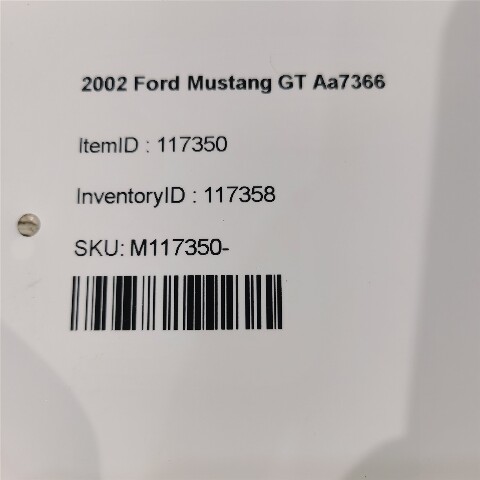 2002 Ford Mustang GT Aa7366
ItemID : 117350
InventoryID : 117358
SKU: M117350-